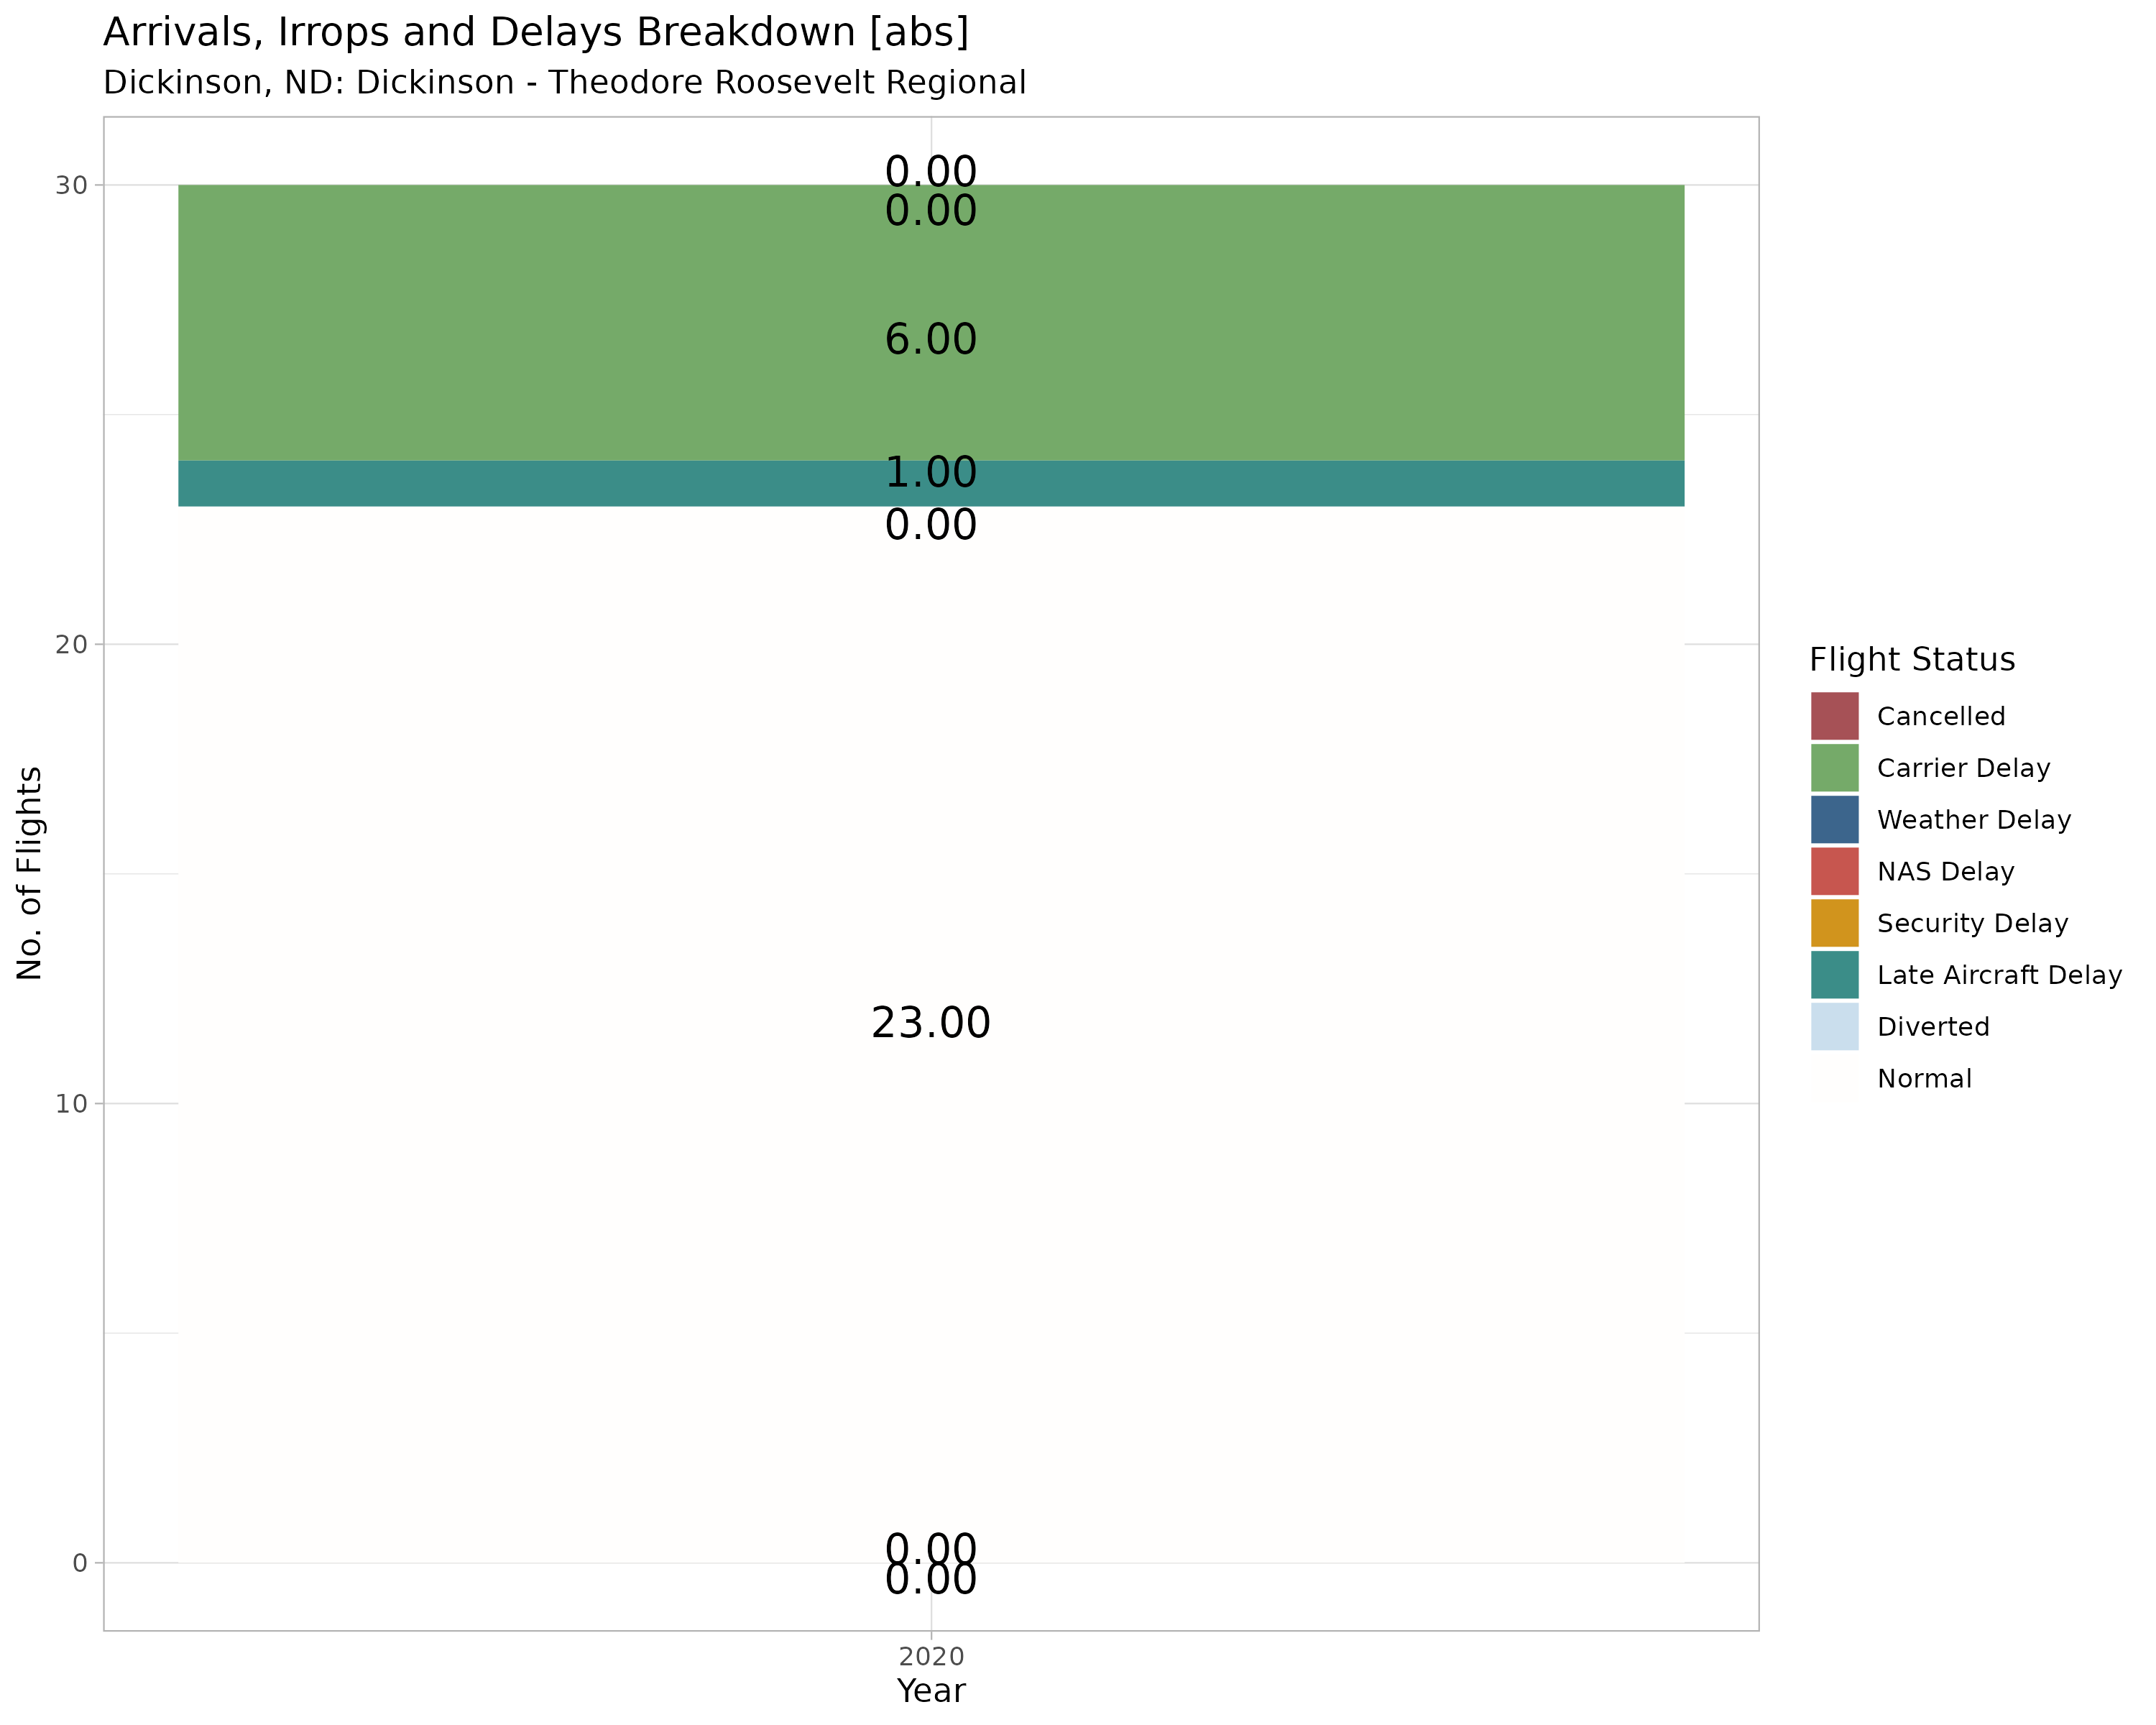 Arrivals, Irrops and Delays Breakdown [abs]
Dickinson, ND: Dickinson - Theodore Roosevelt Regional
No. of Flights
30
20
10
0
0.00
0.00
6.00
1.00
0.00
23.00
0.00
0.00
2020
Year
Flight Status
Cancelled
Carrier Delay
Weather Delay
NAS Delay
Security Delay
Late Aircraft Delay
Diverted
Normal